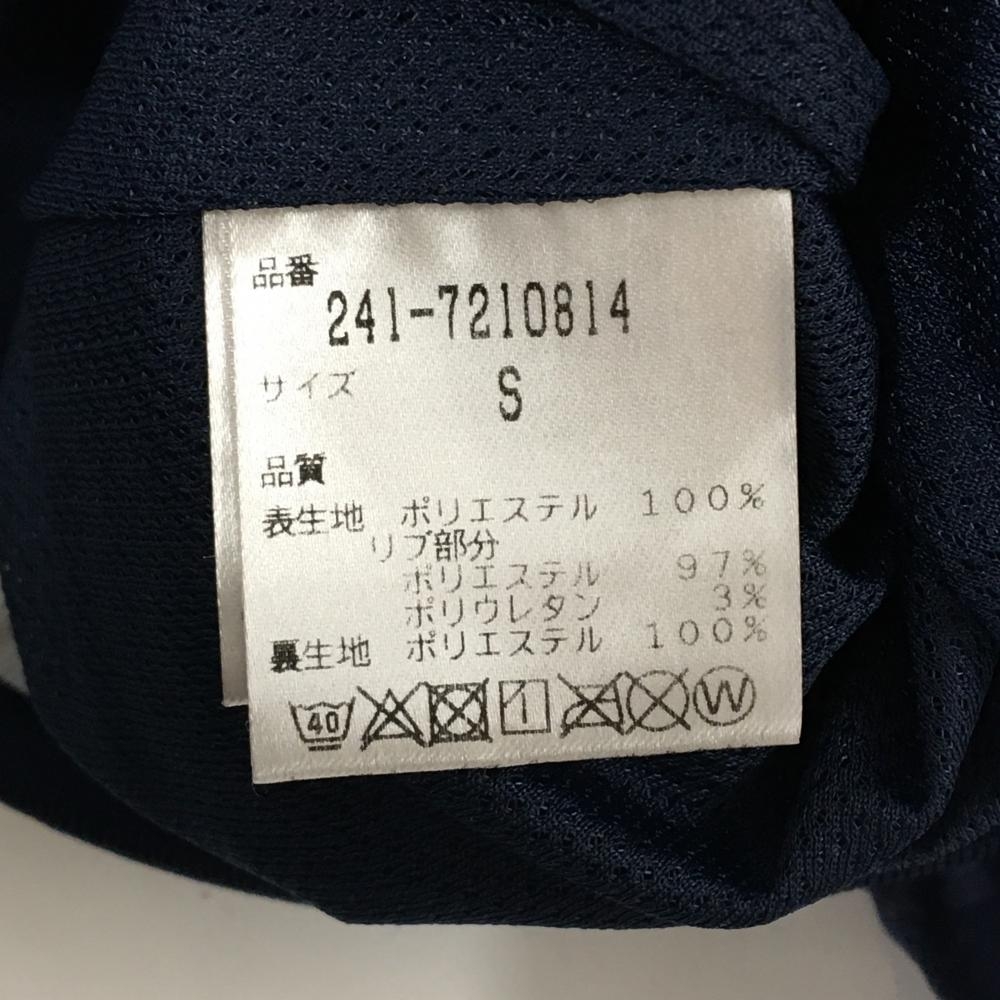 品番
241-7210814
サイズ S
品質
表生地 ポリエステル 100%
リブ部分
ポリエステル 97%
ポリウレタン 3%
裏生地 ポリエステル 100%
40 W